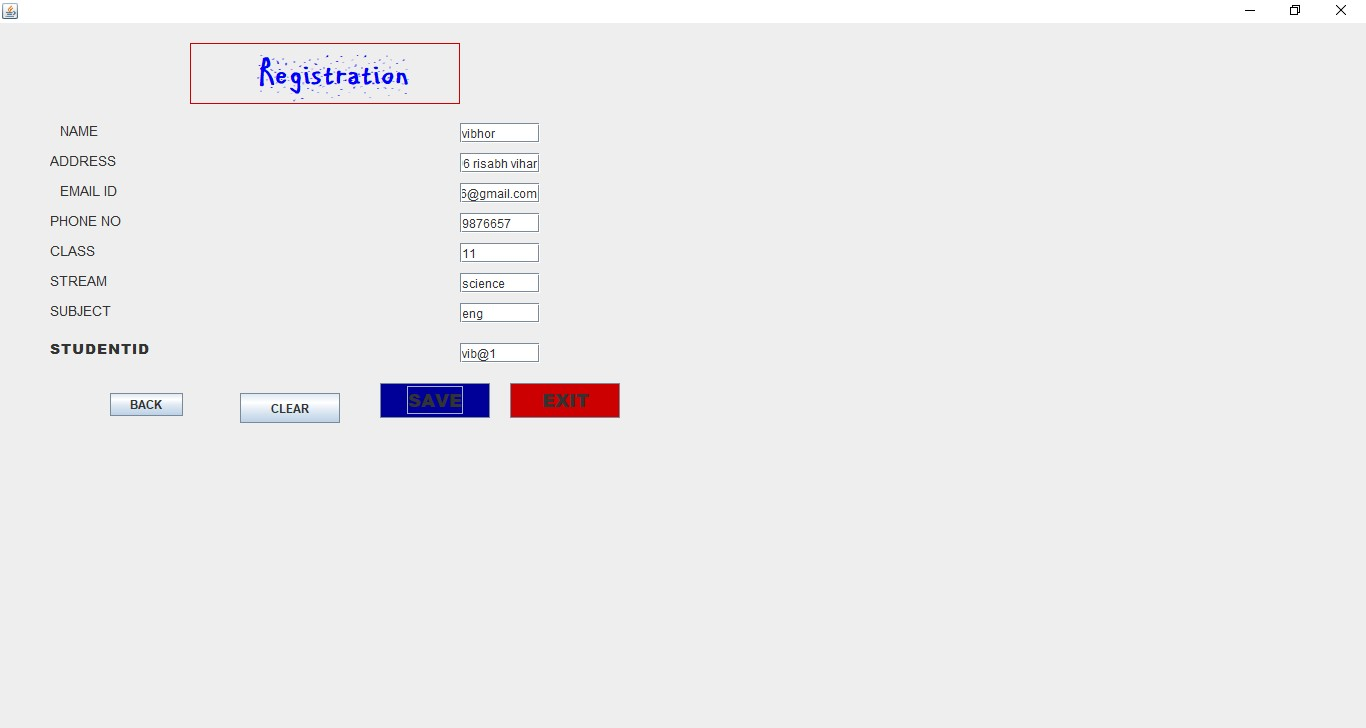 Registration
NAME vibhor
ADDRESS 6 risabh vihar
EMAIL ID @gmail.com
PHONE NO 9876657
CLASS 11
STREAM science
SUBJECT eng
STUDENTID vib@1
BACK CLEAR SAVE EXIT